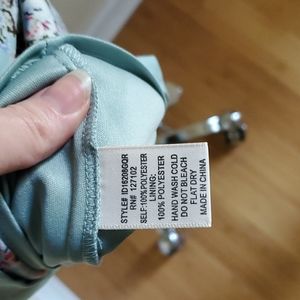 STYLE# ID18286QR
RN# 127102
SELF:100% POLYESTER
LINING:
100% POLYESTER
HAND WASH COLD
DO NOT BLEACH
FLAT DRY
MADE IN CHINA